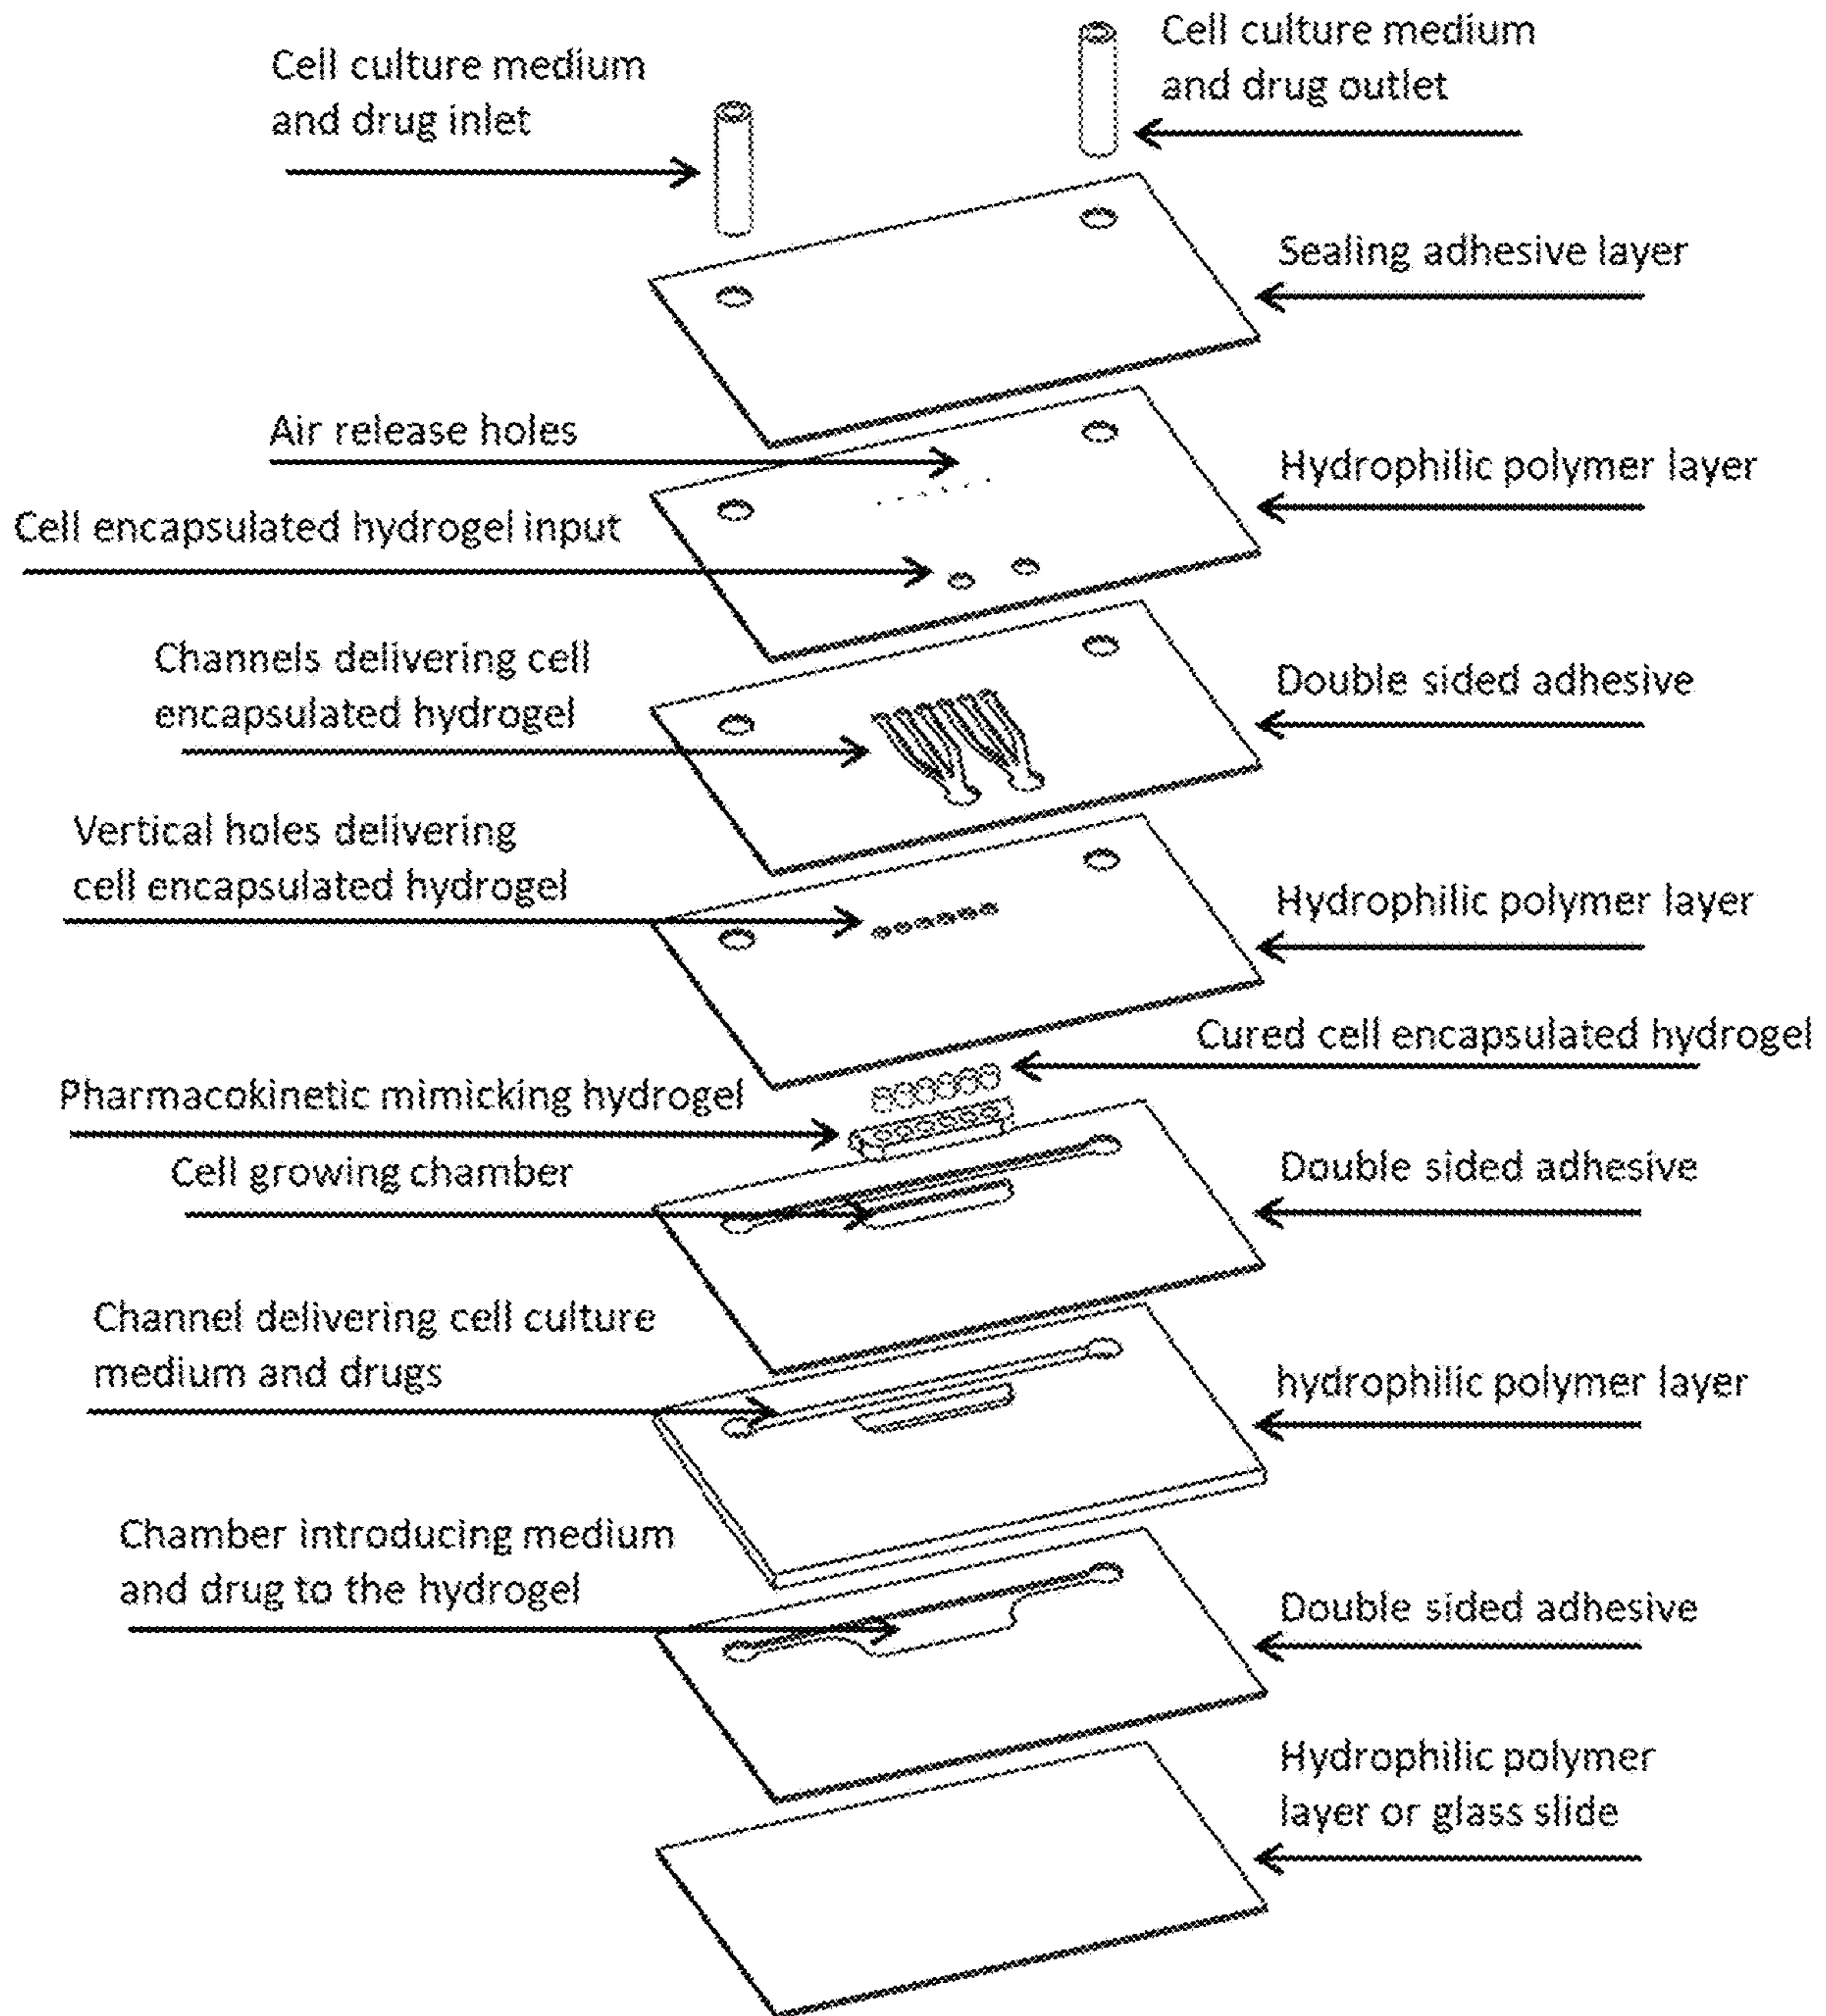 Cell culture medium
and drug outlet
Cell culture medium
and drug inlet
Sealing adhesive layer
Air release holes
Hydrophilic polymer layer
Cell encapsulated hydrogel input
Channels delivering cell
encapsulated hydrogel
Double sided adhesive
Vertical holes delivering
cell encapsulated hydrogel
Hydrophilic polymer layer
Cured cell encapsulated hydrogel
Pharmacokinetic mimicking hydrogel
Cell growing chamber
Double sided adhesive
Channel delivering cell culture
medium and drugs
hydrophilic polymer layer
Chamber introducing medium
and drug to the hydrogel
Double sided adhesive
Hydrophilic polymer
layer or glass slide